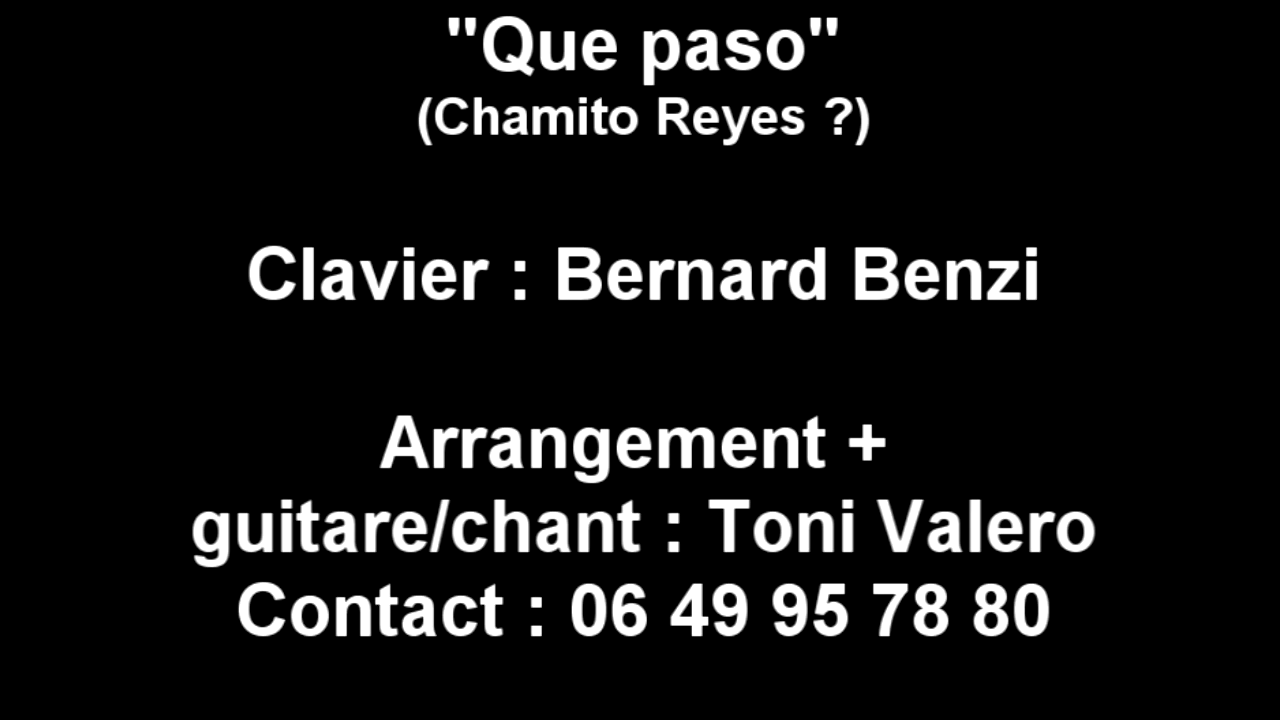 "Que paso"
(Chamito Reyes ?)
Clavier : Bernard Benzi
Arrangement +
guitare/chant : Toni Valero
Contact : 06 49 95 78 80